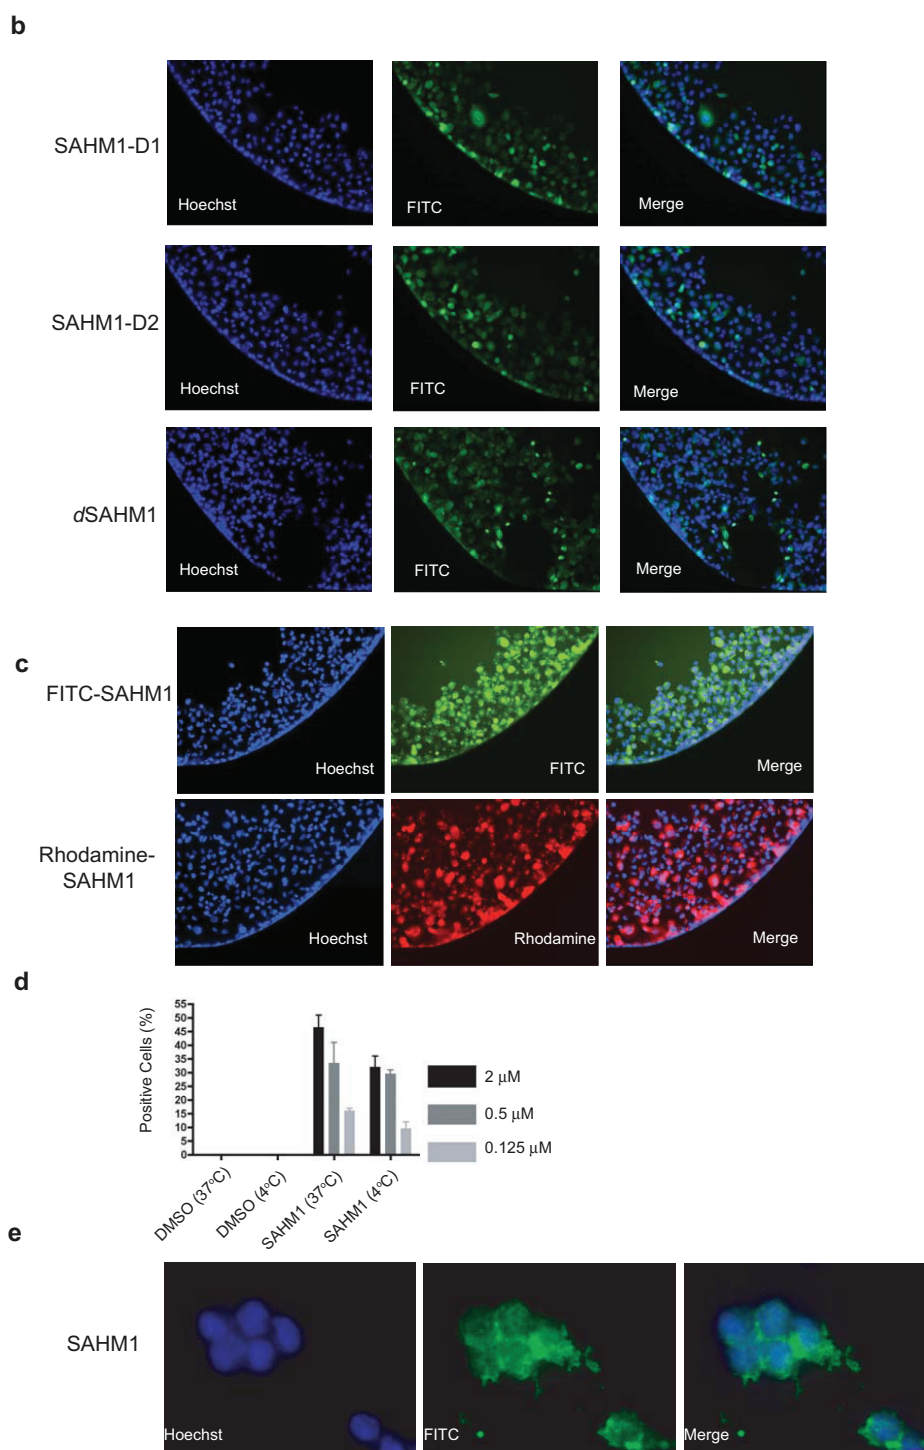 b
SAHM1-D1
Hoechst
FITC
Merge
SAHM1-D2
Hoechst
FITC
Merge
dSAHM1
Hoechst
FITC
Merge
c
FITC-SAHM1
Hoechst
FITC
Merge
Rhodamine-
SAHM1
Hoechst
Rhodamine
Merge
d
Positive Cells (%)
55
50
45
40
35
30
25
20
15
10
5
0
DMSO (37°C)
DMSO (4°C)
SAHM1 (37°C)
SAHM1 (4°C)
2 µM
0.5 µM
0.125 µM
e
SAHM1
Hoechst
FITC
Merge